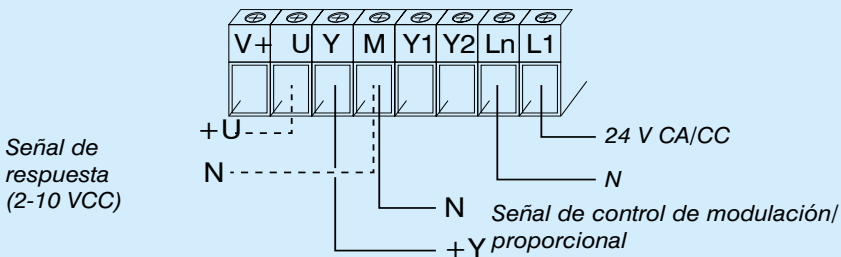 V+ U Y M Y1 Y2 Ln L1
+U
24 V CA/CC
Señal de
respuesta
(2-10 VCC)
N
N
N
Señal de control de modulación/
proporcional
+Y